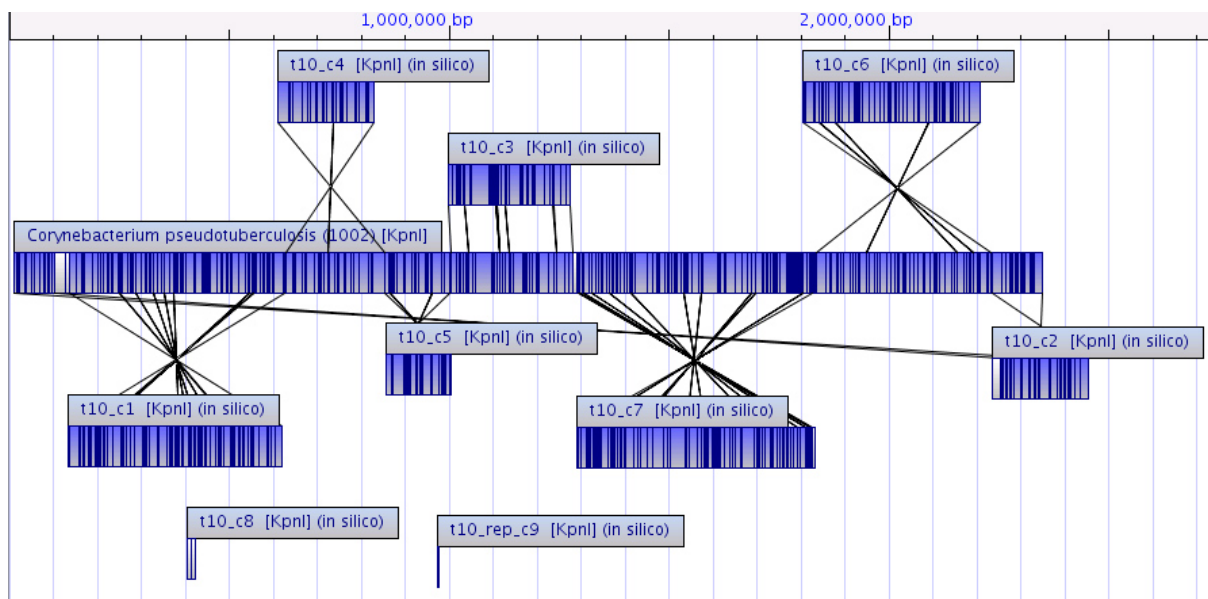 1,000,000 bp
2,000,000 bp
t10_c4 [KpnI] (in silico)
t10_c6 [KpnI] (in silico)
t10_c3 [KpnI] (in silico)
Corynebacterium pseudotuberculosis (1002) [KpnI]
t10_c5 [KpnI] (in silico)
t10_c2 [KpnI] (in silico)
t10_c1 [KpnI] (in silico)
t10_c7 [KpnI] (in silico)
t10_c8 [KpnI] (in silico)
t10_rep_c9 [KpnI] (in silico)